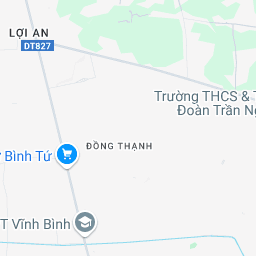 LỢI AN
DT827
Trường THCS &
Đoàn Trần
Bình Tứ
ĐỒNG THẠNH
Vĩnh Bình